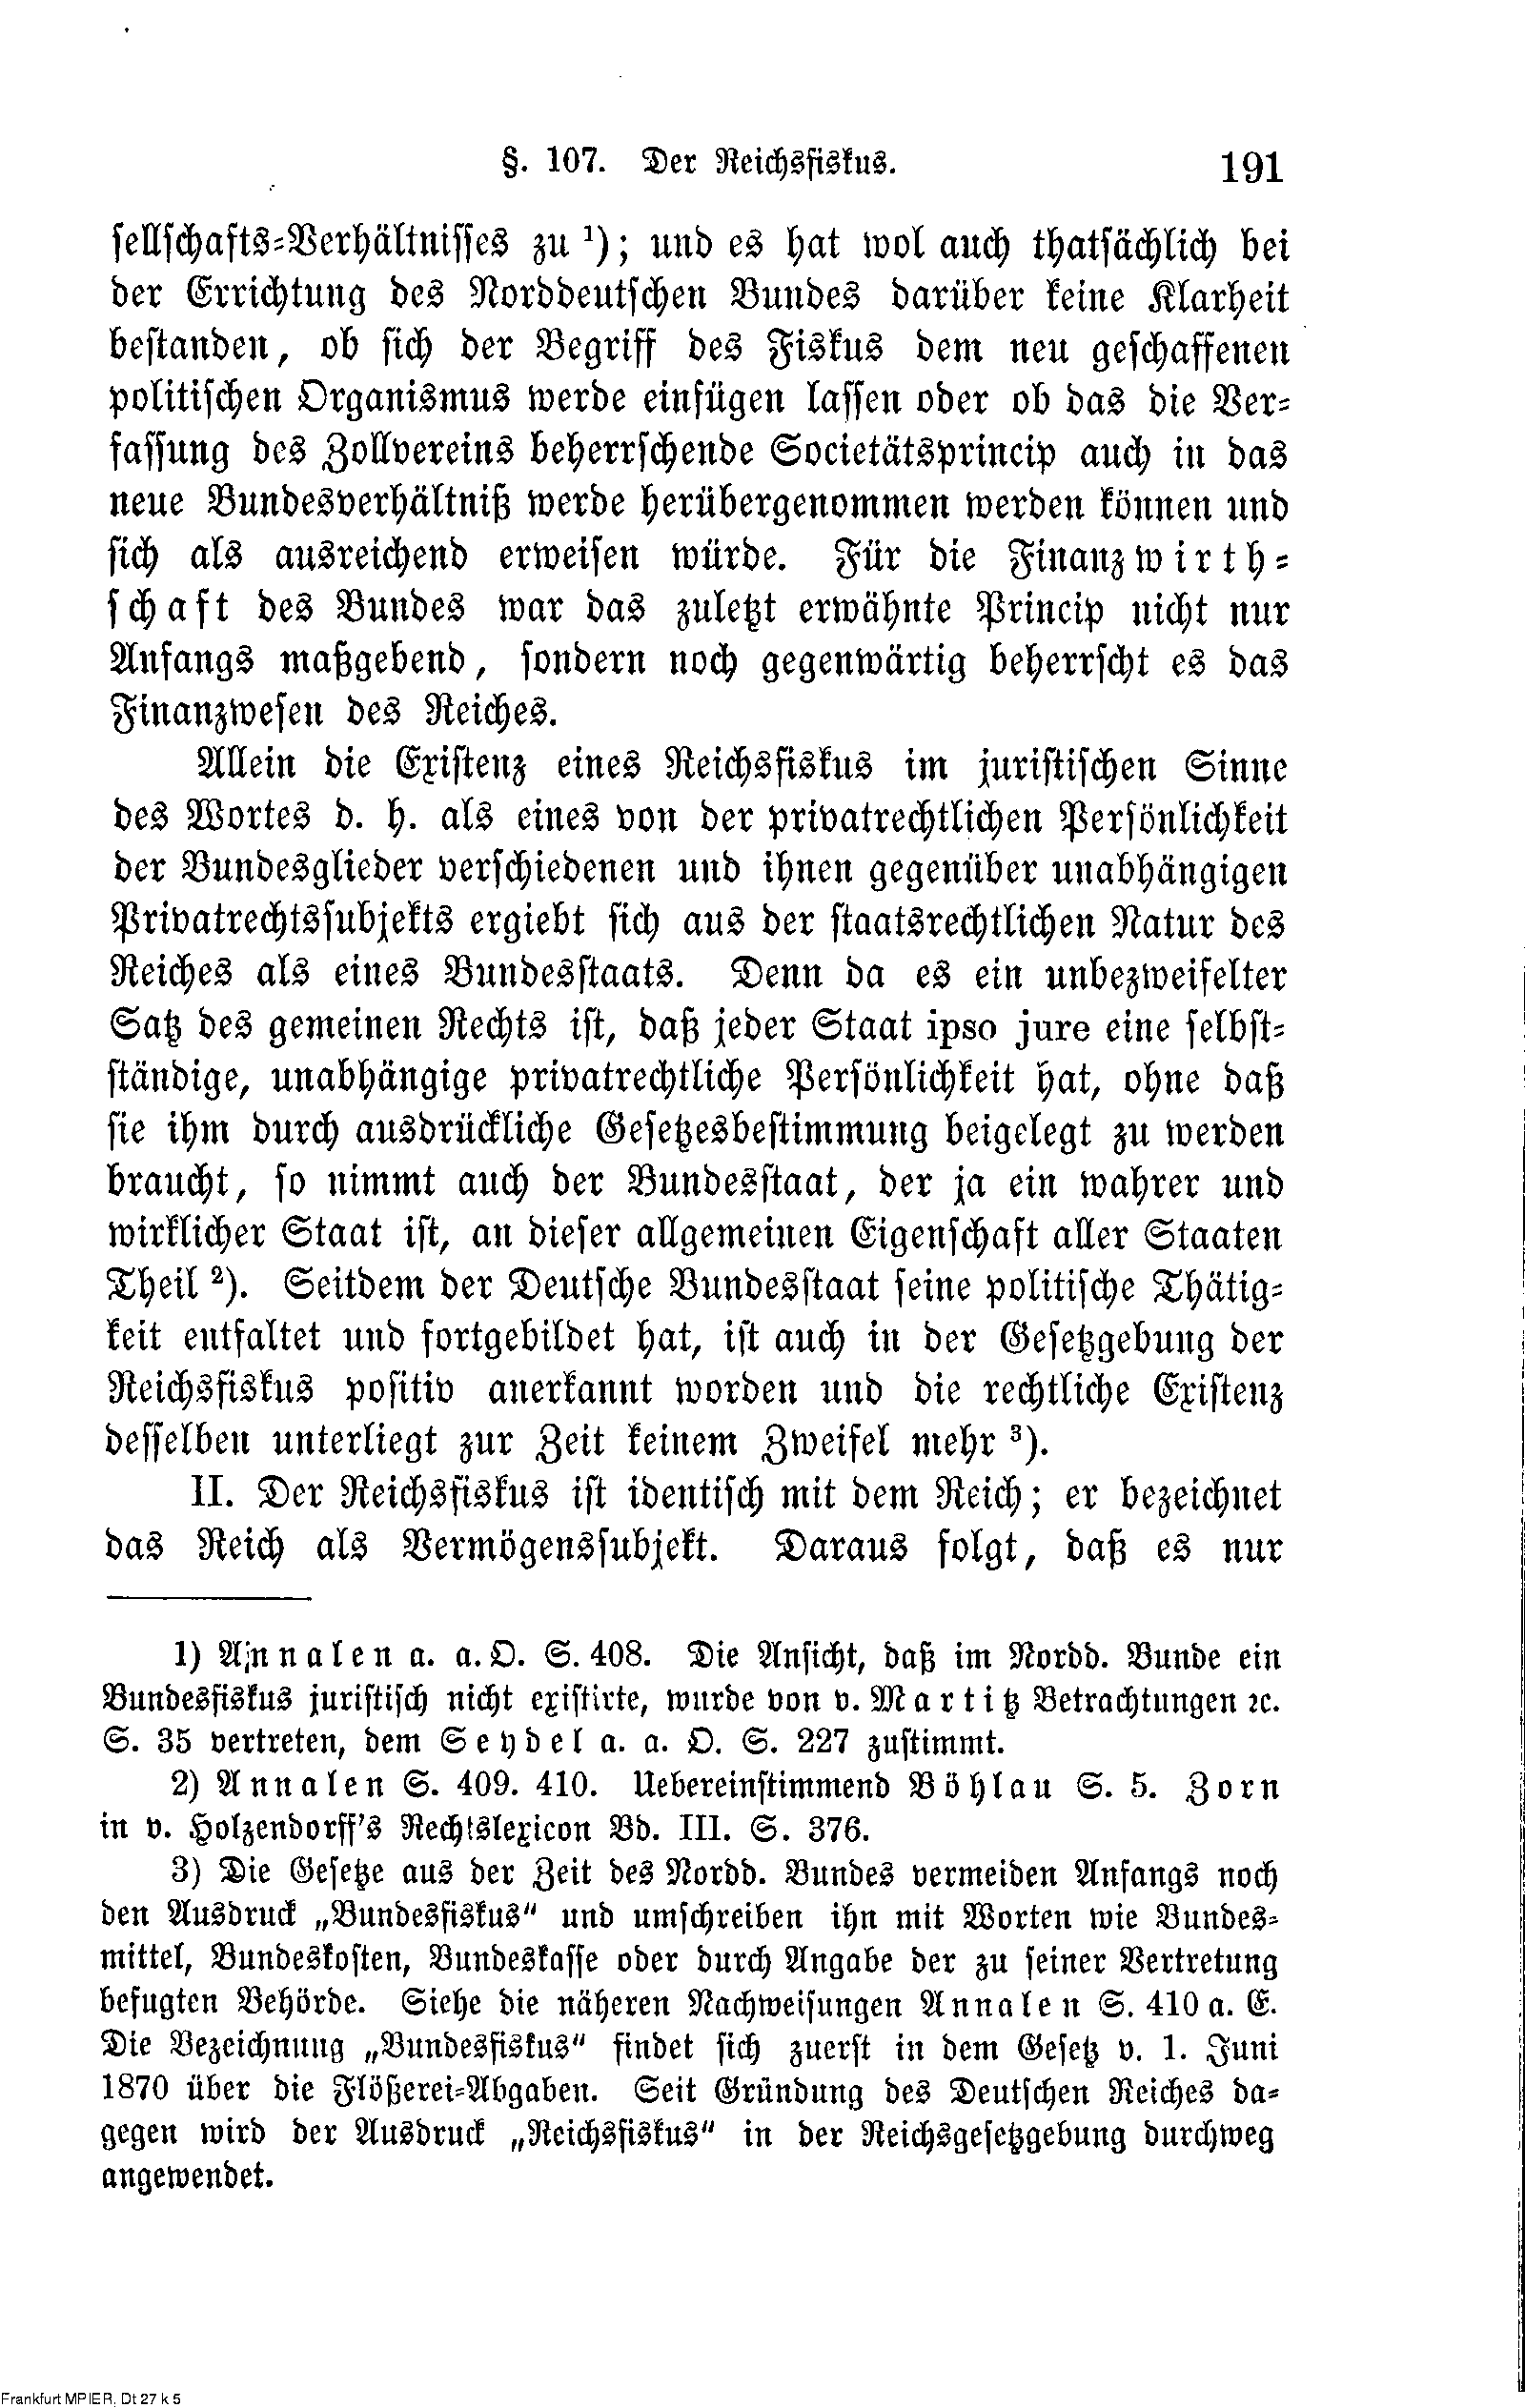 §. 107. Der Reichsfiskus. 191
sellschafts-Verhältnisses zu ¹); und es hat wol auch thatsächlich bei
der Errichtung des Norddeutschen Bundes darüber keine Klarheit
bestanden, ob sich der Begriff des Fiskus dem neu geschaffenen
politischen Organismus werde einfügen lassen oder ob das die Ver-
fassung des Zollvereins beherrschende Societätsprincip auch in das
neue Bundesverhältniß werde herübergenommen werden können und
sich als ausreichend erweisen würde. Für die Finanzwirth-
schaft des Bundes war das zuletzt erwähnte Princip nicht nur
Anfangs maßgebend, sondern noch gegenwärtig beherrscht es das
Finanzwesen des Reiches.
Allein die Existenz eines Reichsfiskus im juristischen Sinne
des Wortes d. h. als eines von der privatrechtlichen Persönlichkeit
der Bundesglieder verschiedenen und ihnen gegenüber unabhängigen
Privatrechtssubjekts ergiebt sich aus der staatsrechtlichen Natur des
Reiches als eines Bundesstaats. Denn da es ein unbezweifelter
Satz des gemeinen Rechts ist, daß jeder Staat ipso jure eine selbst-
ständige, unabhängige privatrechtliche Persönlichkeit hat, ohne daß
sie ihm durch ausdrückliche Gesetzesbestimmung beigelegt zu werden
braucht, so nimmt auch der Bundesstaat, der ja ein wahrer und
wirklicher Staat ist, an dieser allgemeinen Eigenschaft aller Staaten
Theil ²). Seitdem der Deutsche Bundesstaat seine politische Thätig-
keit entfaltet und fortgebildet hat, ist auch in der Gesetzgebung der
Reichsfiskus positiv anerkannt worden und die rechtliche Existenz
desselben unterliegt zur Zeit keinem Zweifel mehr ³).
II. Der Reichsfiskus ist identisch mit dem Reich; er bezeichnet
das Reich als Vermögenssubjekt. Daraus folgt, daß es nur
1) Annalen a. a. O. S. 408. Die Ansicht, daß im Nordd. Bunde ein
Bundesfiskus juristisch nicht existirte, wurde von v. Martitz Betrachtungen ꝛc.
S. 35 vertreten, dem Seydel a. a. O. S. 227 zustimmt.
2) Annalen S. 409. 410. Uebereinstimmend Böhlau S. 5. Zorn
in v. Holzendorff's Rechtslexicon Bd. III. S. 376.
3) Die Gesetze aus der Zeit des Nordd. Bundes vermeiden Anfangs noch
den Ausdruck „Bundesfiskus“ und umschreiben ihn mit Worten wie Bundes-
mittel, Bundeskosten, Bundeskasse oder durch Angabe der zu seiner Vertretung
befugten Behörde. Siehe die näheren Nachweisungen Annalen S. 410 a. E.
Die Bezeichnung „Bundesfiskus“ findet sich zuerst in dem Gesetz v. 1. Juni
1870 über die Flößerei-Abgaben. Seit Gründung des Deutschen Reiches da-
gegen wird der Ausdruck „Reichsfiskus“ in der Reichsgesetzgebung durchweg
angewendet.
Frankfurt MPIER, Dt 27 k 5